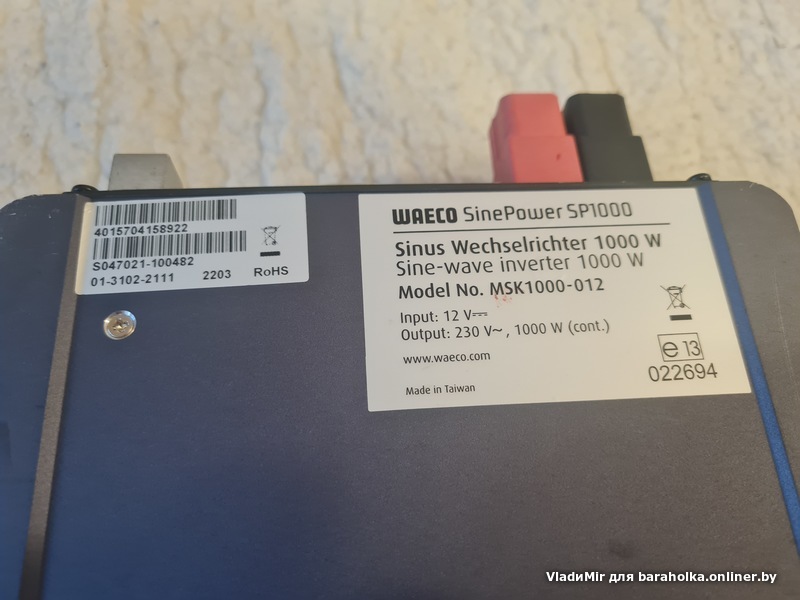 4015704158922
S047021-100482
01-3102-2111 2203 RoHS
WAECO SinePower SP1000
Sinus Wechselrichter 1000 W
Sine-wave inverter 1000 W
Model No. MSK1000-012
Input: 12 V⎓
Output: 230 V~, 1000 W (cont.)
www.waeco.com
Made in Taiwan
e 13
022694
VladиMir для baraholka.onliner.by